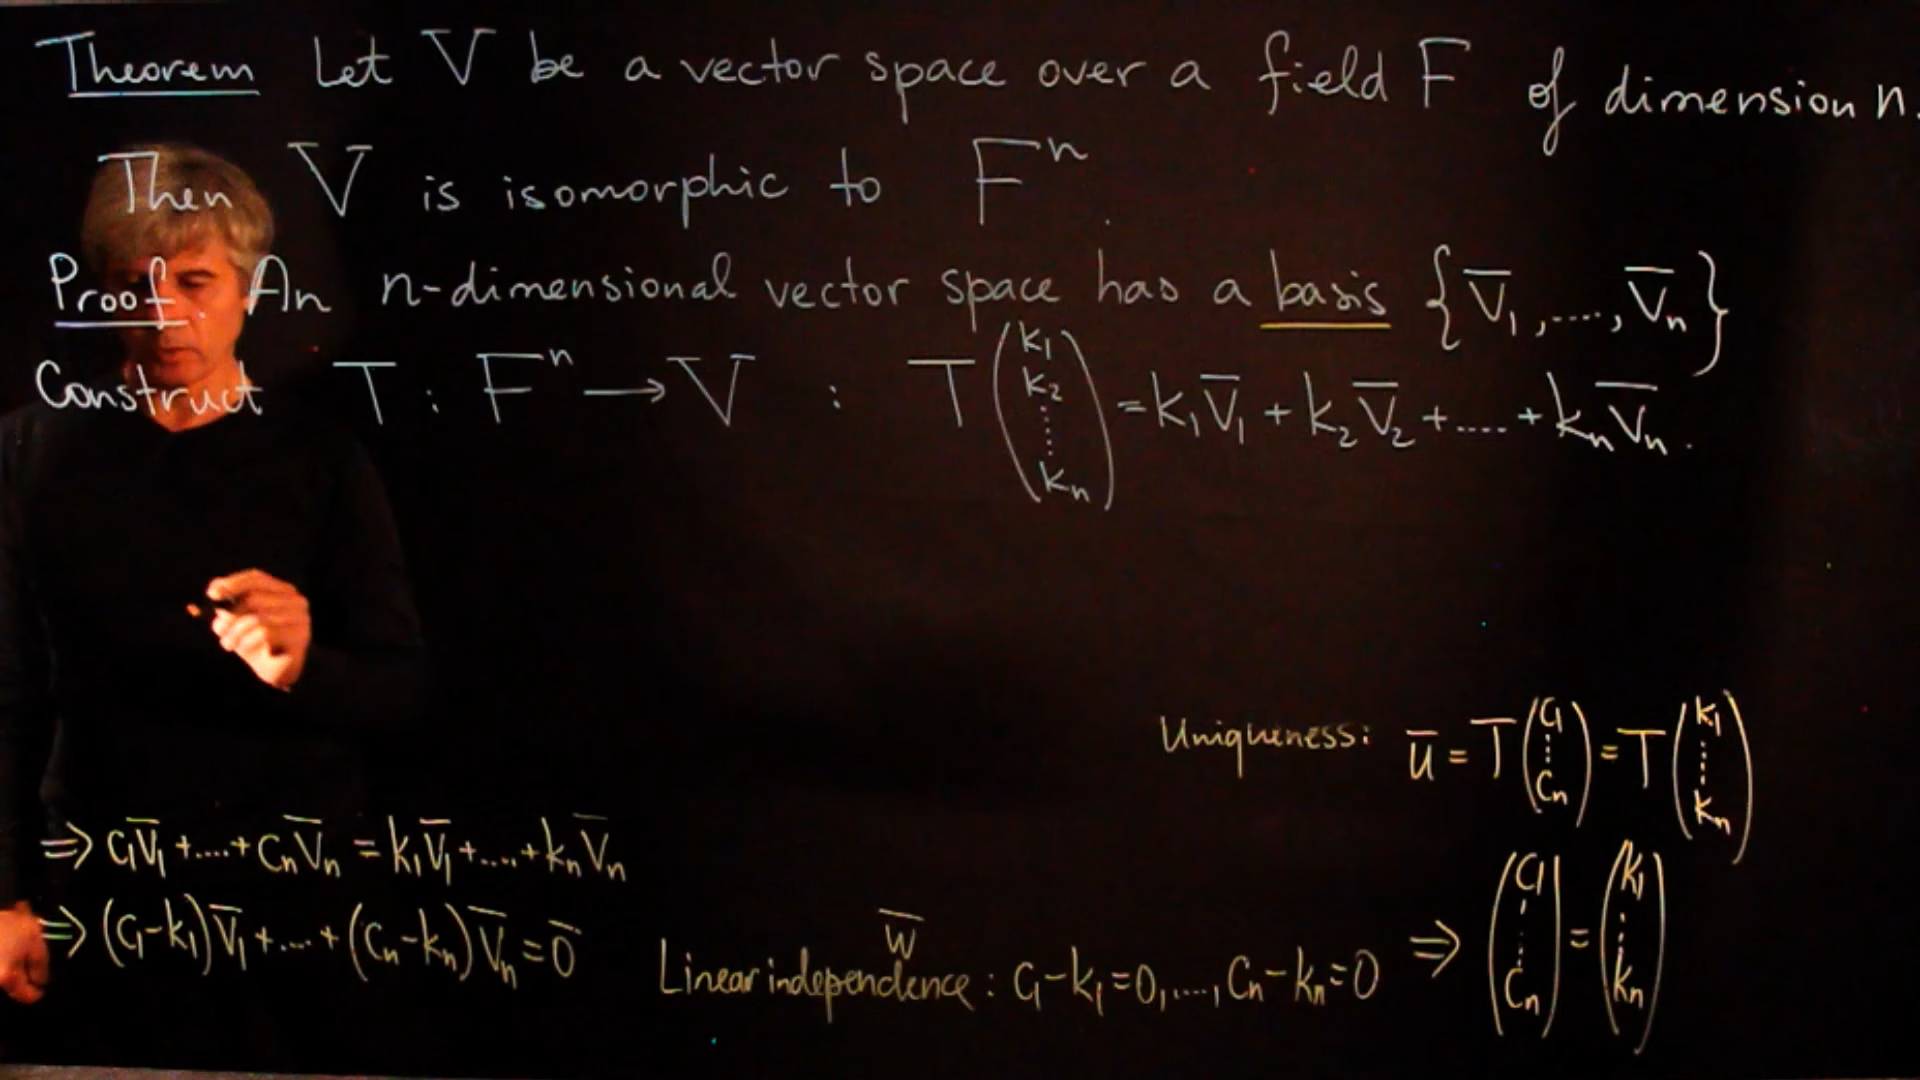 Theorem Let V be a vector space over a field F of dimension n.
Then V is isomorphic to Fⁿ.
Proof. An n-dimensional vector space has a basis {v̅₁,....,v̅ₙ}
Construct T : Fⁿ → V : T(k₁ k₂ ⋮ kₙ) = k₁v̅₁ + k₂v̅₂ + .... + kₙv̅ₙ.
Uniqueness: u̅ = T(c₁ ⋮ cₙ) = T(k₁ ⋮ kₙ)
⇒ c₁v̅₁ + .... + cₙv̅ₙ = k₁v̅₁ + .... + kₙv̅ₙ
⇒ (c₁-k₁)v̅₁ + .... + (cₙ-kₙ)v̅ₙ = 0̅
w̅
Linear independence : c₁-k₁=0,....,cₙ-kₙ=0 ⇒ (c₁ ⋮ cₙ) = (k₁ ⋮ kₙ)